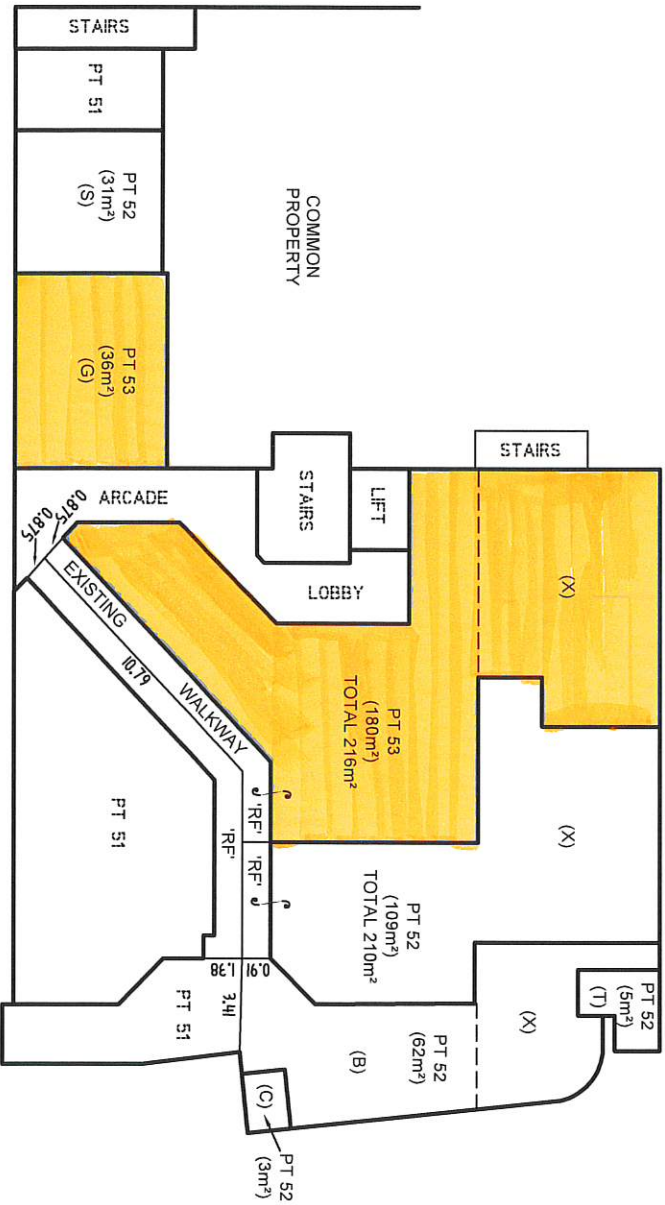 STAIRS
PT 51
PT 52
(31m²)
(S)
COMMON
PROPERTY
PT 53
(36m²)
(G)
STAIRS
STAIRS
LIFT
ARCADE
0.875
0.875
LOBBY
(X)
EXISTING
WALKWAY
10.79
PT 53
(180m²)
TOTAL 216m²
'RF'
'RF'
'RF'
PT 51
(X)
PT 52
(109m²)
TOTAL 210m²
0.91
1.38
3.41
PT 51
PT 52
(5m²)
(T)
(X)
PT 52
(62m²)
(B)
(C)
PT 52
(3m²)